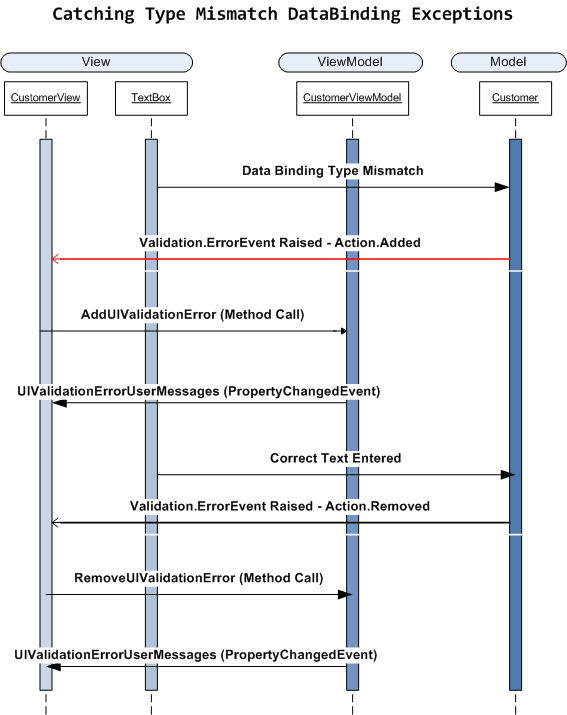 Catching Type Mismatch DataBinding Exceptions
View
ViewModel
Model
CustomerView
TextBox
CustomerViewModel
Customer
Data Binding Type Mismatch
Validation.ErrorEvent Raised - Action.Added
AddUIValidationError (Method Call)
UIValidationErrorUserMessages (PropertyChangedEvent)
Correct Text Entered
Validation.ErrorEvent Raised - Action.Removed
RemoveUIValidationError (Method Call)
UIValidationErrorUserMessages (PropertyChangedEvent)